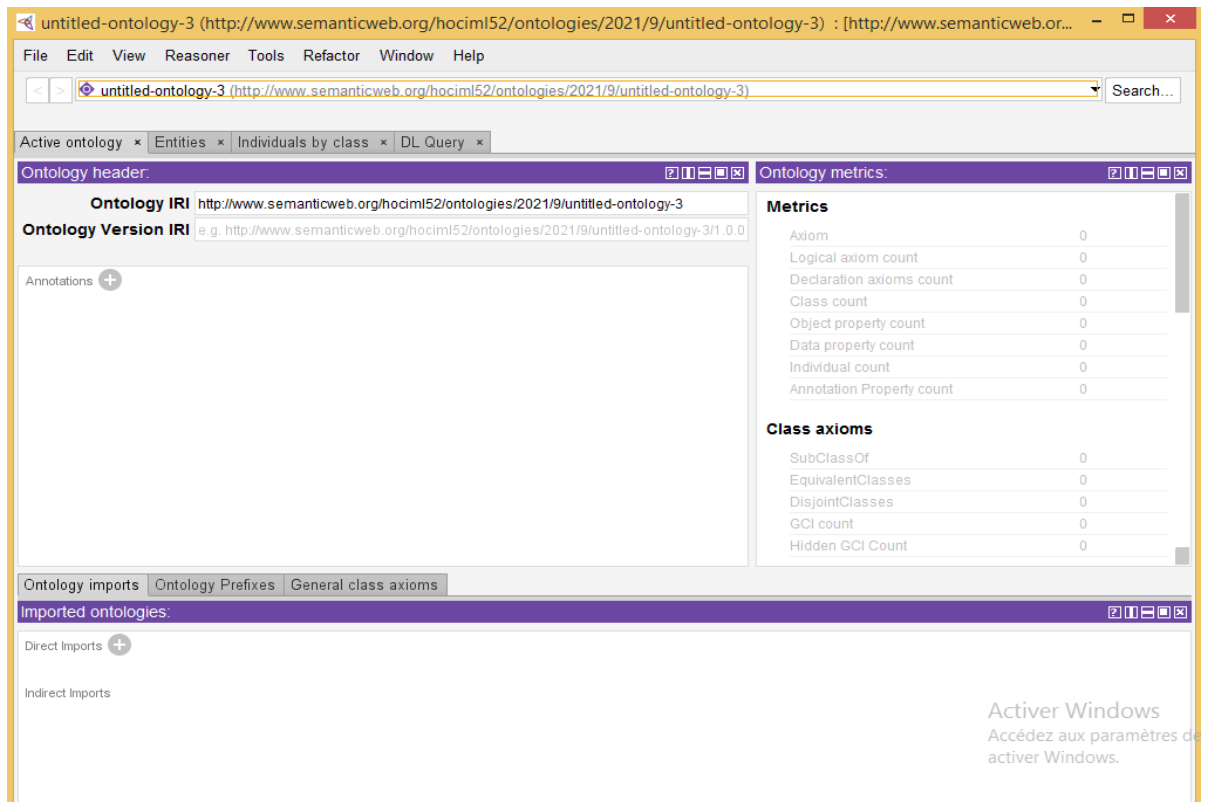 untitled-ontology-3 (http://www.semanticweb.org/hociml52/ontologies/2021/9/untitled-ontology-3) : [http://www.semanticweb.or...
File Edit View Reasoner Tools Refactor Window Help
< > untitled-ontology-3 (http://www.semanticweb.org/hociml52/ontologies/2021/9/untitled-ontology-3) Search...
Active ontology × Entities × Individuals by class × DL Query ×
Ontology header:
Ontology IRI http://www.semanticweb.org/hociml52/ontologies/2021/9/untitled-ontology-3
Ontology Version IRI e.g. http://www.semanticweb.org/hociml52/ontologies/2021/9/untitled-ontology-3/1.0.0
Annotations
Ontology metrics:
Metrics
Axiom 0
Logical axiom count 0
Declaration axioms count 0
Class count 0
Object property count 0
Data property count 0
Individual count 0
Annotation Property count 0
Class axioms
SubClassOf 0
EquivalentClasses 0
DisjointClasses 0
GCI count 0
Hidden GCI Count 0
Ontology imports Ontology Prefixes General class axioms
Imported ontologies:
Direct Imports
Indirect Imports
Activer Windows
Accédez aux paramètres de
activer Windows.